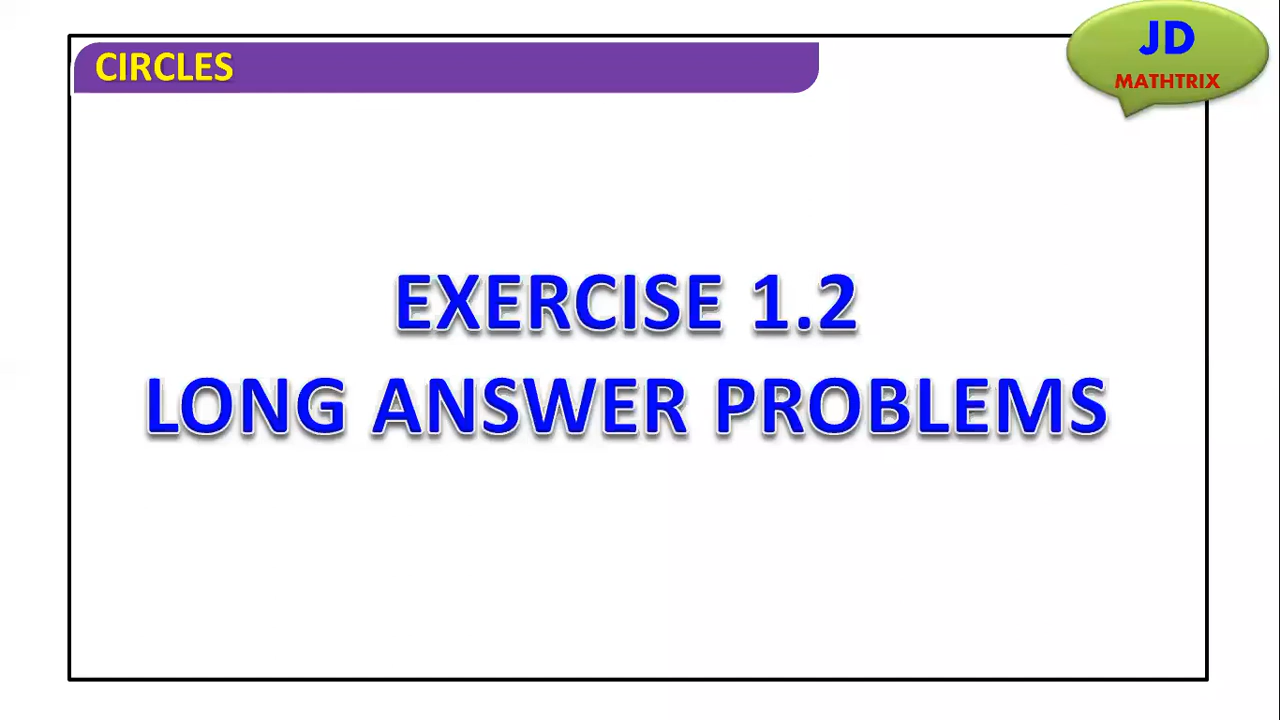 CIRCLES
JD
MATHTRIX
EXERCISE 1.2
LONG ANSWER PROBLEMS